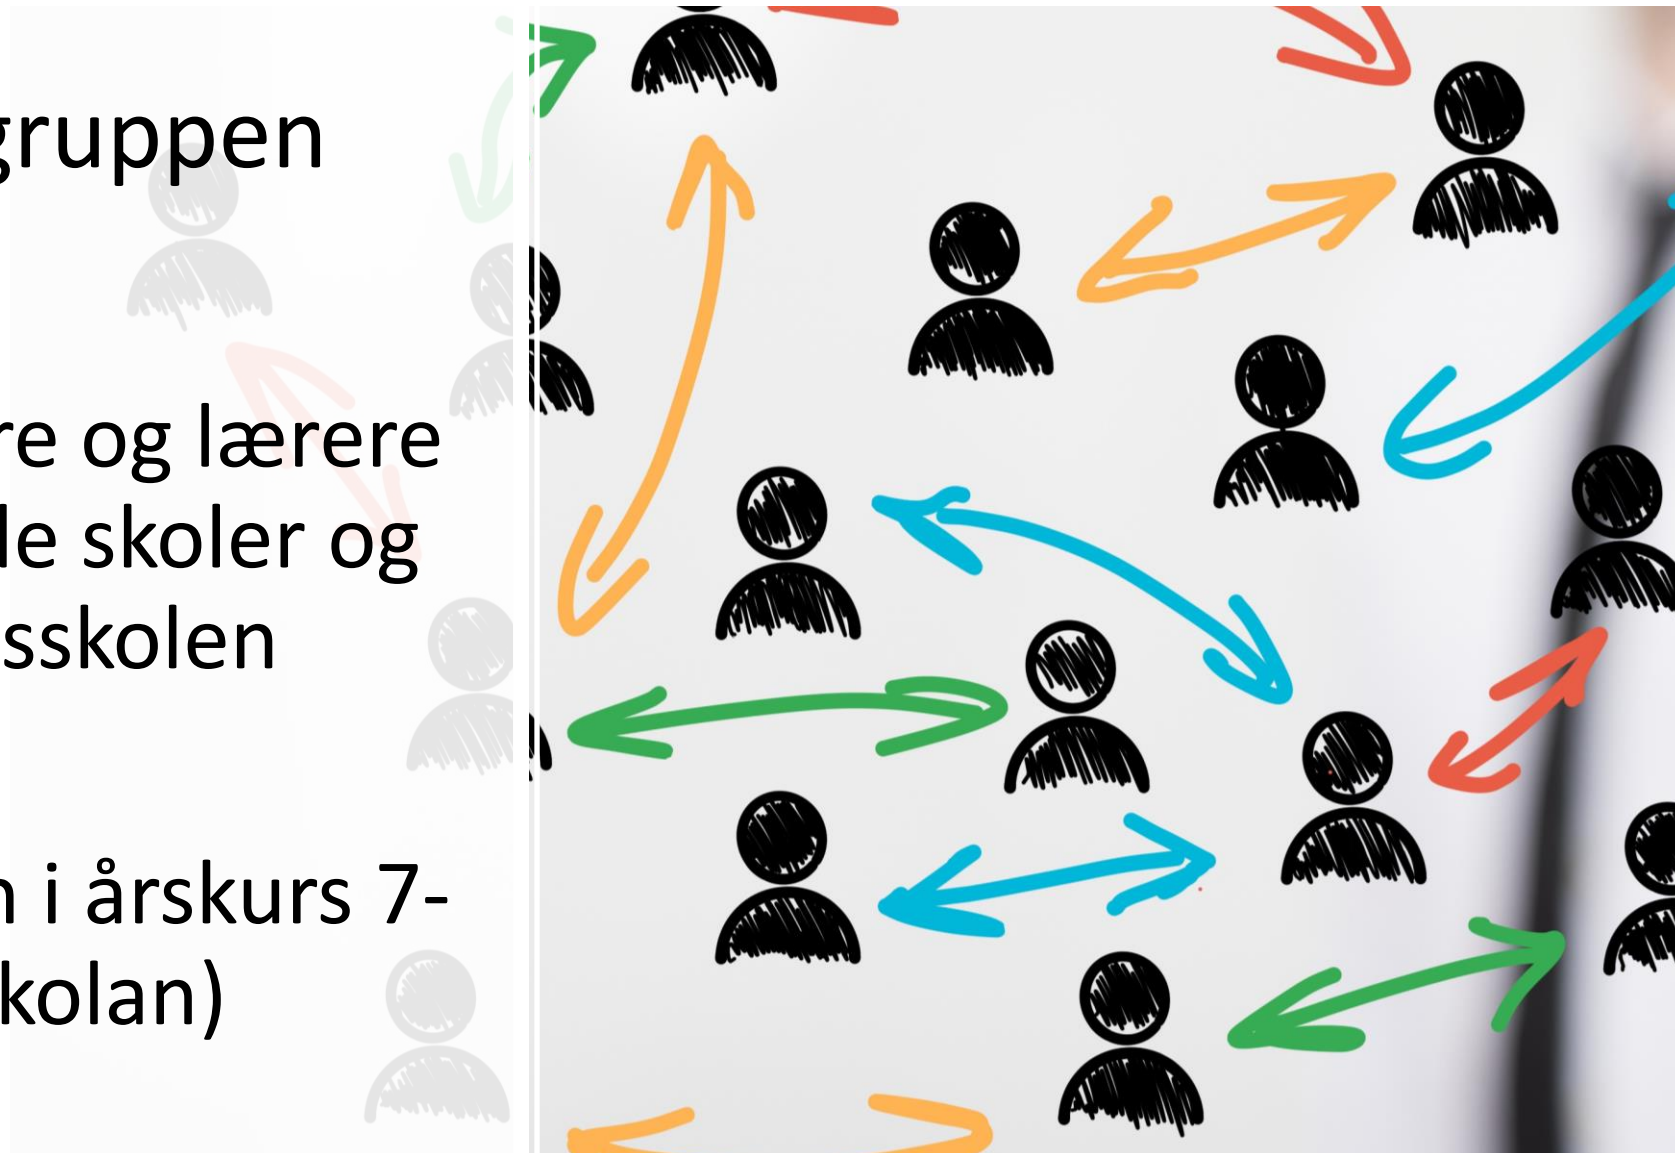 gruppen
re og lærere
le skoler og
sskolen
n i årskurs 7-
kolan)